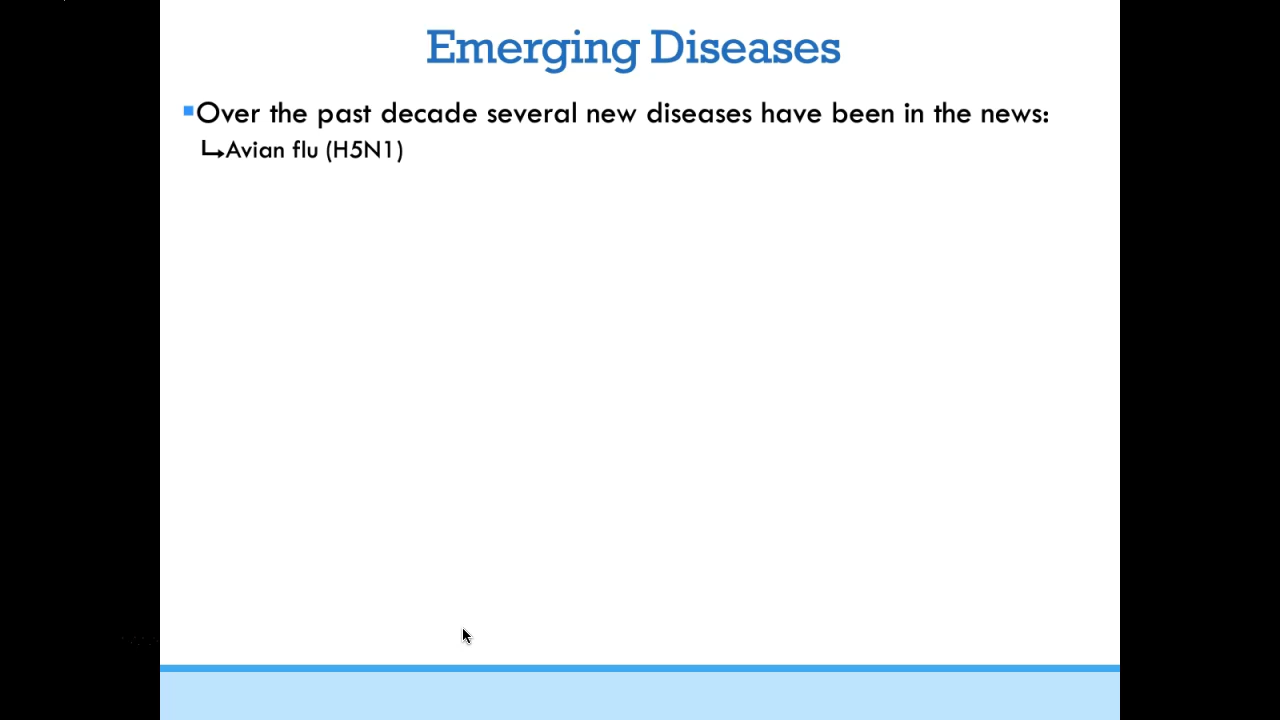 Emerging Diseases
▪Over the past decade several new diseases have been in the news:
↳Avian flu (H5N1)